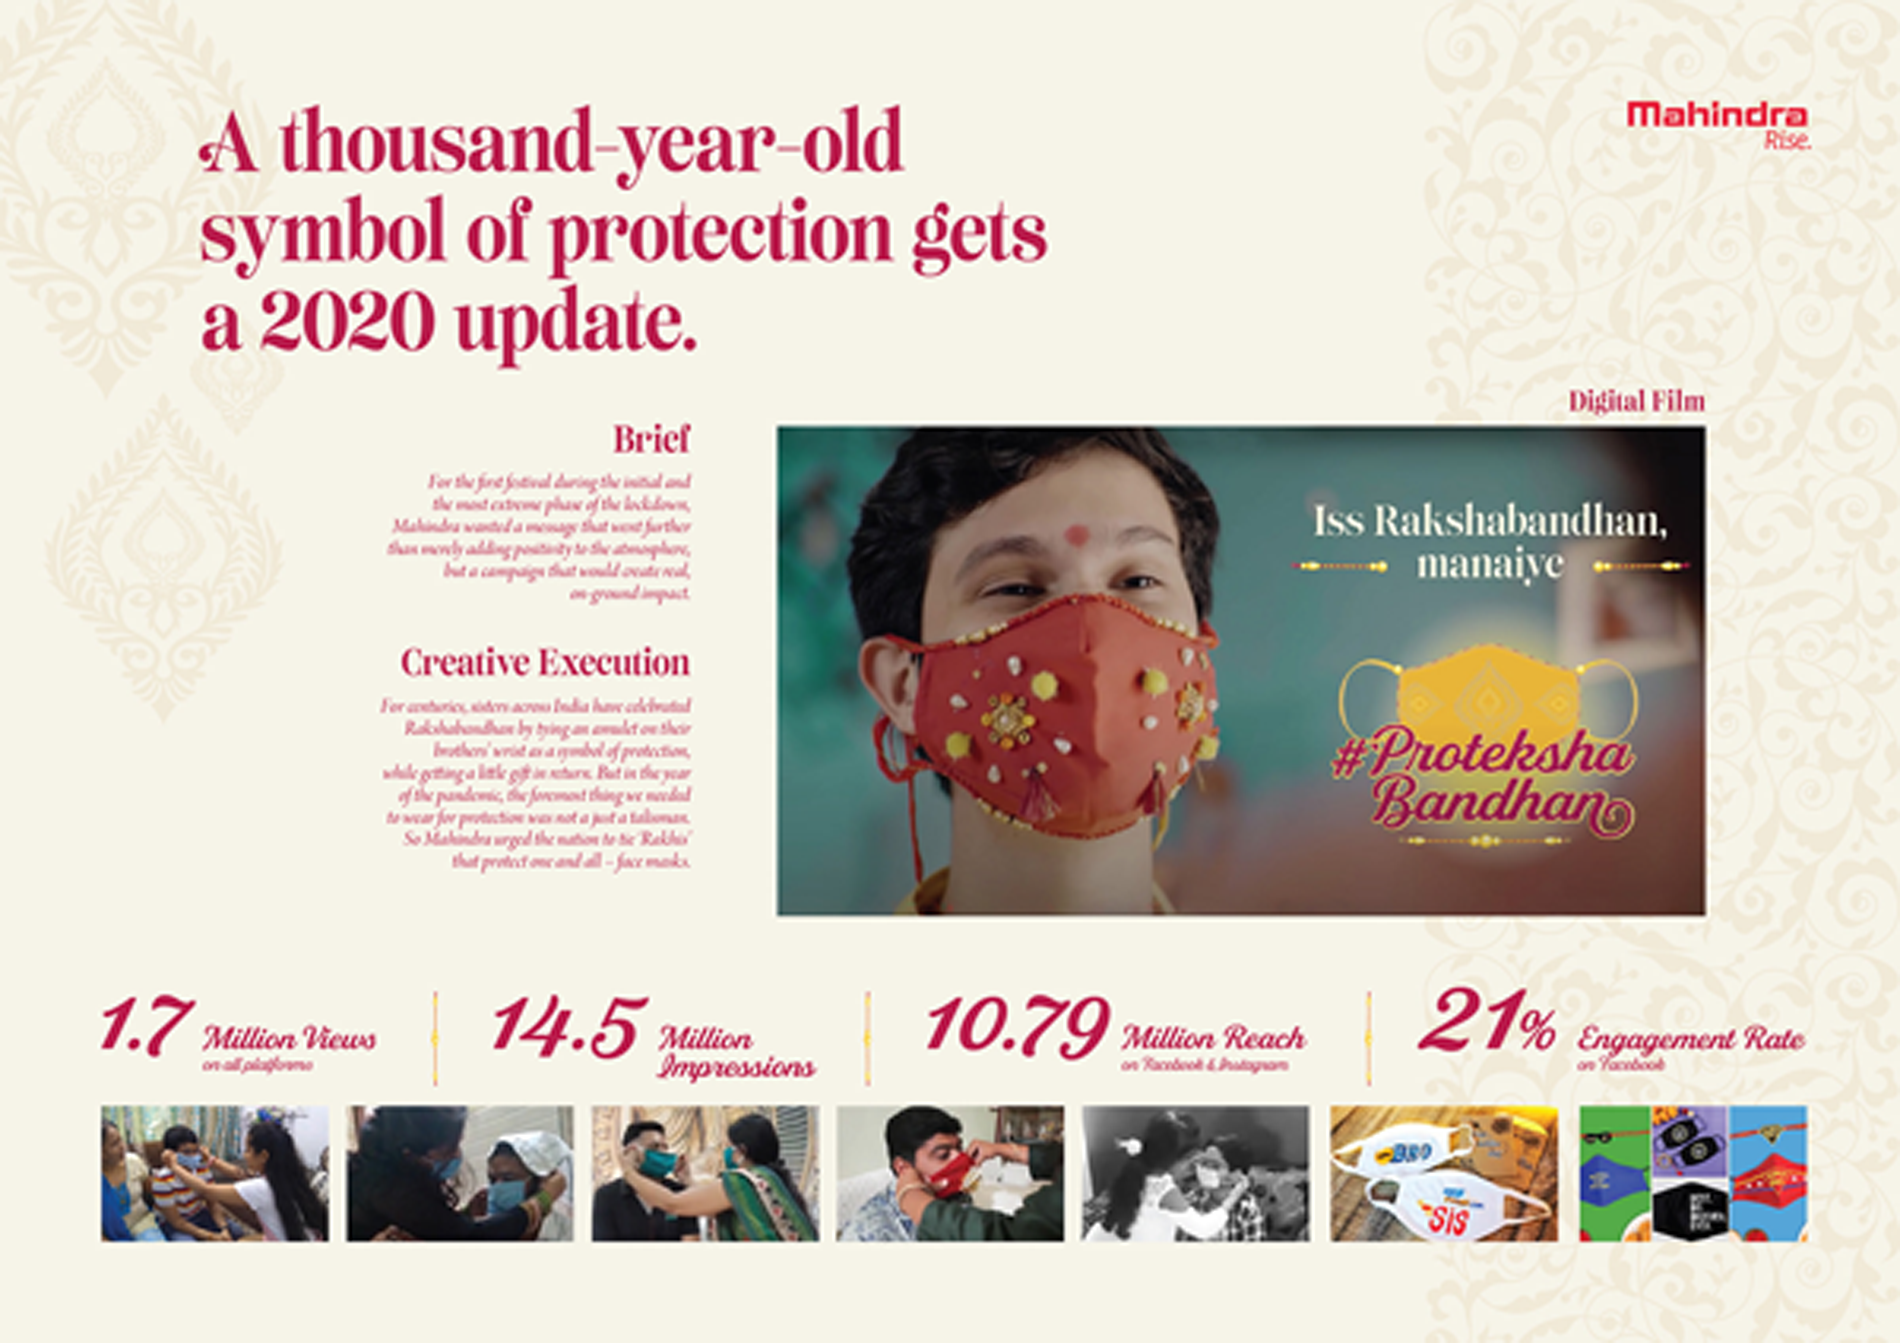 A thousand-year-old
symbol of protection gets
a 2020 update.
Mahindra
Rise.
Brief
For the first festival during the initial and
the most extreme phase of the lockdown,
Mahindra wanted a message that went further
than merely adding positivity to the atmosphere,
but a campaign that would create real,
on-ground impact.
Creative Execution
For centuries, sisters across India have celebrated
Rakshabandhan by tying an amulet on their
brothers' wrist as a symbol of protection,
while getting a little gift in return. But in the year
of the pandemic, the foremost thing we needed
to wear for protection was not a just a talisman.
So Mahindra urged the nation to tie 'Rakhis'
that protect one and all – face masks.
Digital Film
Iss Rakshabandhan,
manaiye
#Proteksha
Bandhan
1.7 Million Views
on all platforms
14.5 Million
Impressions
10.79 Million Reach
on Facebook & Instagram
21% Engagement Rate
on Facebook
BRO
SIS